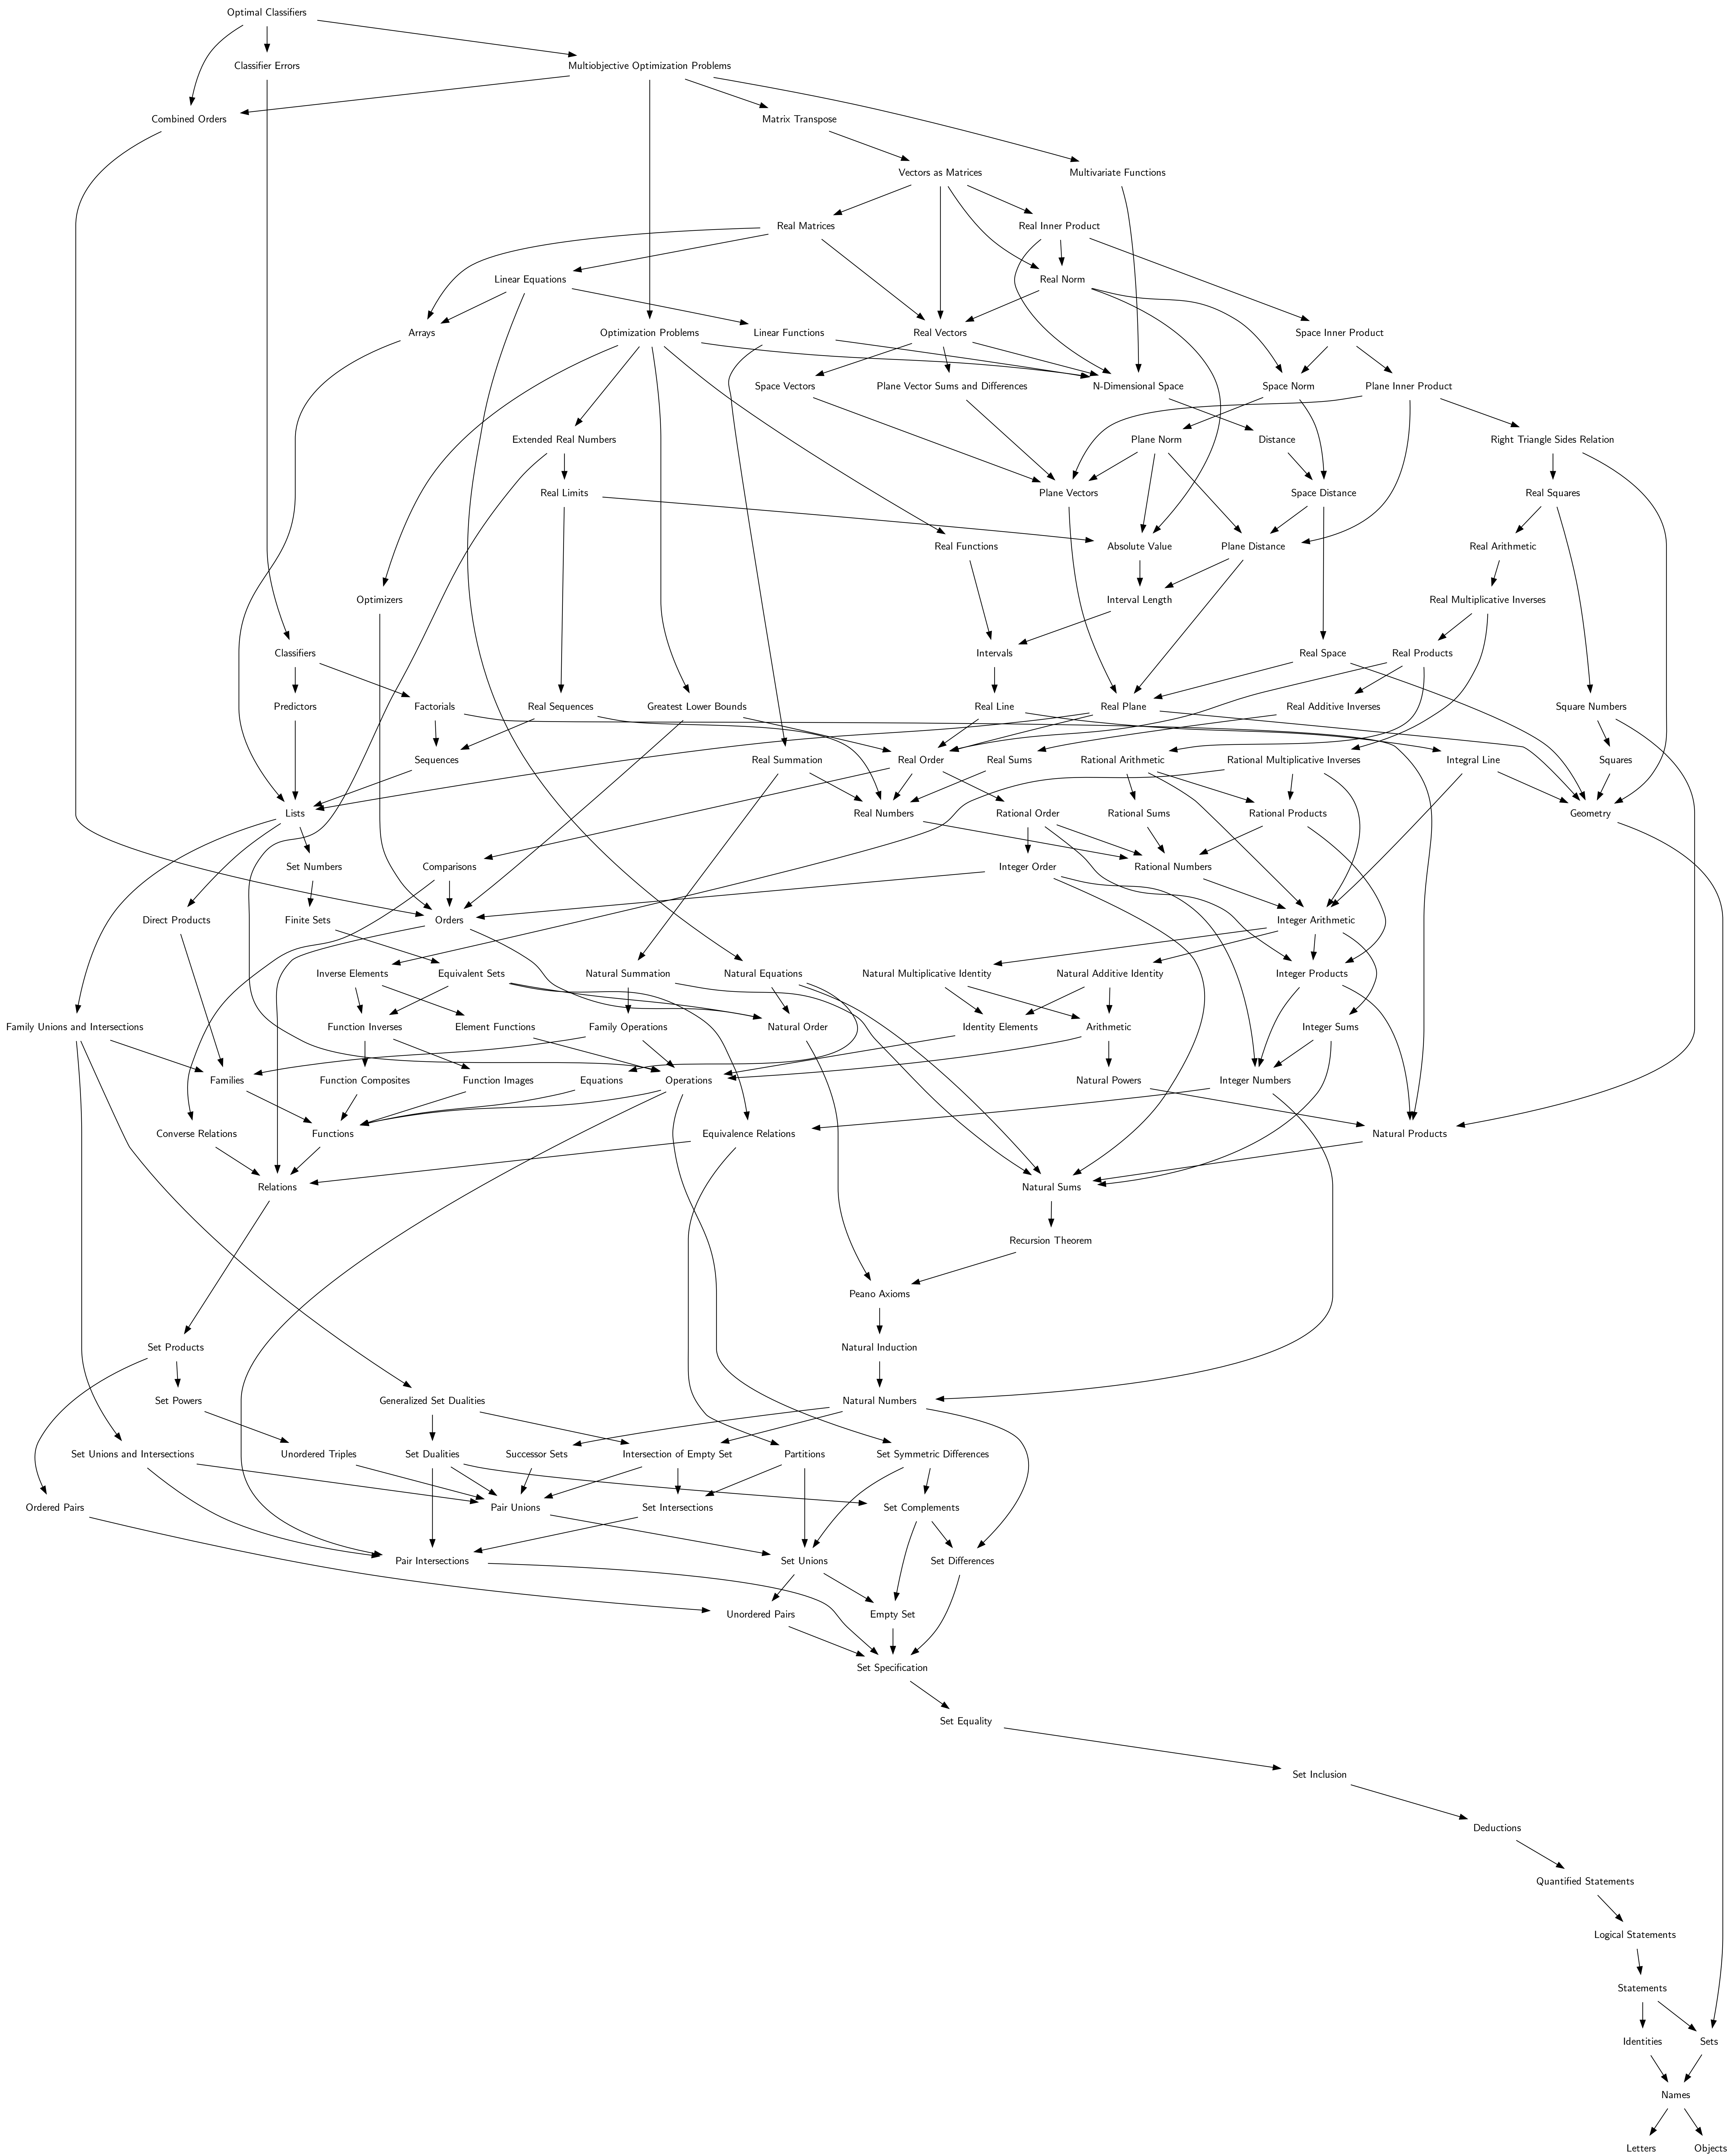 Optimal Classifiers
Classifier Errors
Multiobjective Optimization Problems
Combined Orders
Matrix Transpose
Vectors as Matrices
Multivariate Functions
Real Matrices
Real Inner Product
Linear Equations
Real Norm
Arrays
Optimization Problems
Linear Functions
Real Vectors
Space Inner Product
Space Vectors
Plane Vector Sums and Differences
N-Dimensional Space
Space Norm
Plane Inner Product
Extended Real Numbers
Plane Norm
Distance
Right Triangle Sides Relation
Real Limits
Plane Vectors
Space Distance
Real Squares
Real Functions
Absolute Value
Plane Distance
Real Arithmetic
Optimizers
Interval Length
Real Multiplicative Inverses
Classifiers
Intervals
Real Space
Real Products
Predictors
Factorials
Real Sequences
Greatest Lower Bounds
Real Line
Real Plane
Real Additive Inverses
Square Numbers
Sequences
Real Summation
Real Order
Real Sums
Rational Arithmetic
Rational Multiplicative Inverses
Integral Line
Squares
Lists
Real Numbers
Rational Order
Rational Sums
Rational Products
Geometry
Set Numbers
Comparisons
Integer Order
Rational Numbers
Direct Products
Finite Sets
Orders
Integer Arithmetic
Inverse Elements
Equivalent Sets
Natural Summation
Natural Equations
Natural Multiplicative Identity
Natural Additive Identity
Integer Products
Family Unions and Intersections
Function Inverses
Element Functions
Family Operations
Natural Order
Identity Elements
Arithmetic
Integer Sums
Families
Function Composites
Function Images
Equations
Operations
Natural Powers
Integer Numbers
Converse Relations
Functions
Equivalence Relations
Natural Products
Relations
Natural Sums
Recursion Theorem
Peano Axioms
Set Products
Natural Induction
Set Powers
Generalized Set Dualities
Natural Numbers
Set Unions and Intersections
Unordered Triples
Set Dualities
Successor Sets
Intersection of Empty Set
Partitions
Set Symmetric Differences
Ordered Pairs
Pair Unions
Set Intersections
Set Complements
Pair Intersections
Set Unions
Set Differences
Unordered Pairs
Empty Set
Set Specification
Set Equality
Set Inclusion
Deductions
Quantified Statements
Logical Statements
Statements
Identities
Sets
Names
Letters
Objects